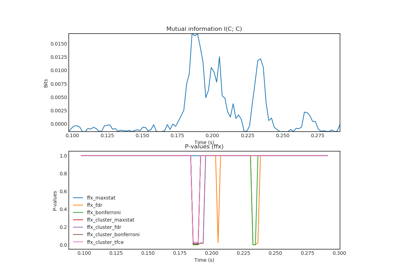 Mutual information I(C; C)
Bits
0.0150
0.0125
0.0100
0.0075
0.0050
0.0025
0.0000
0.100 0.125 0.150 0.175 0.200 0.225 0.250 0.275
Time (s)
P-values (ffx)
P-values
1.0
0.8
0.6
0.4
0.2
0.0
ffx_maxstat
ffx_fdr
ffx_bonferroni
ffx_cluster_maxstat
ffx_cluster_fdr
ffx_cluster_bonferroni
ffx_cluster_tfce
0.100 0.125 0.150 0.175 0.200 0.225 0.250 0.275 0.300
Time (s)